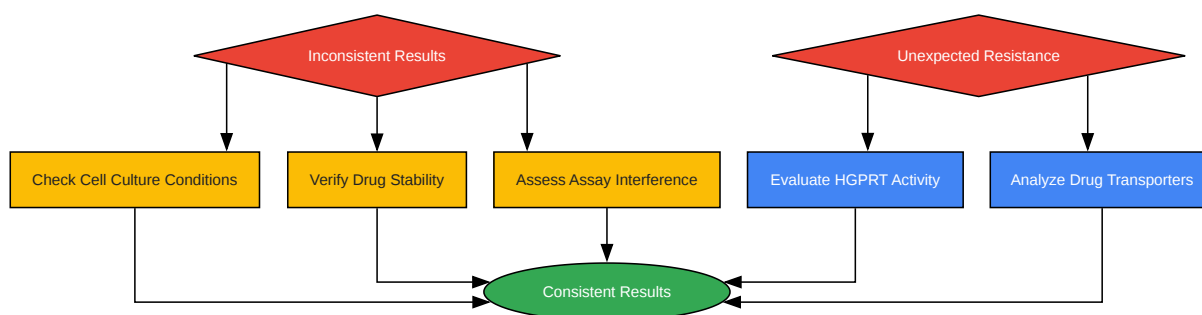 Inconsistent Results
Unexpected Resistance
Check Cell Culture Conditions
Verify Drug Stability
Assess Assay Interference
Evaluate HGPRT Activity
Analyze Drug Transporters
Consistent Results